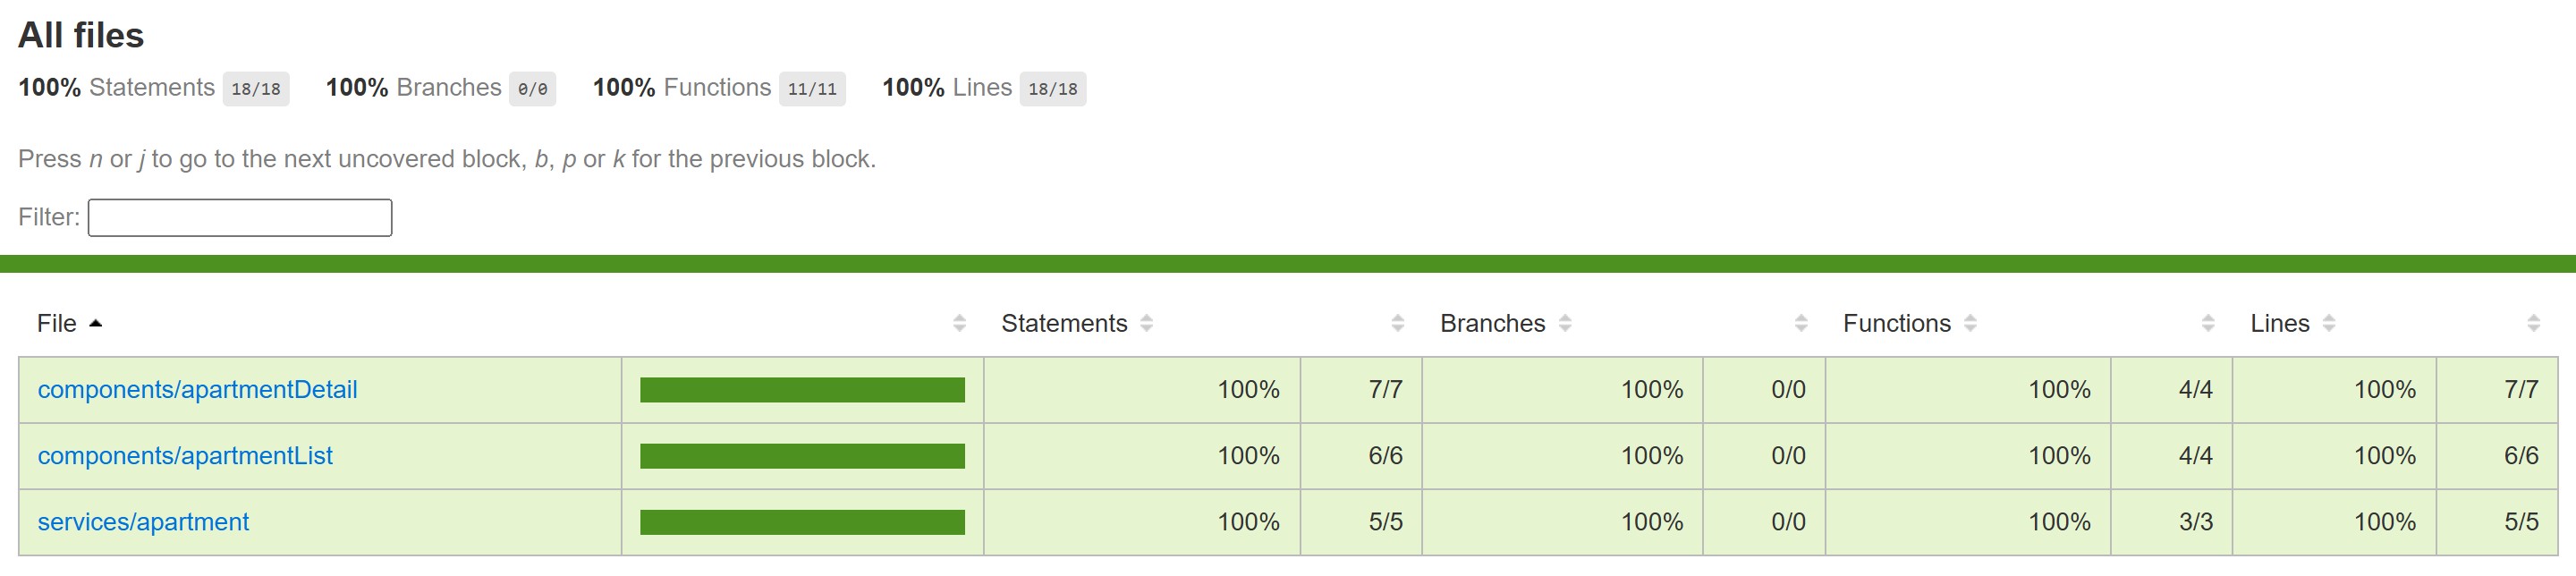 All files
100% Statements 18/18 100% Branches 0/0 100% Functions 11/11 100% Lines 18/18
Press n or j to go to the next uncovered block, b, p or k for the previous block.
Filter:
File Statements Branches Functions Lines
components/apartmentDetail 100% 7/7 100% 0/0 100% 4/4 100% 7/7
components/apartmentList 100% 6/6 100% 0/0 100% 4/4 100% 6/6
services/apartment 100% 5/5 100% 0/0 100% 3/3 100% 5/5